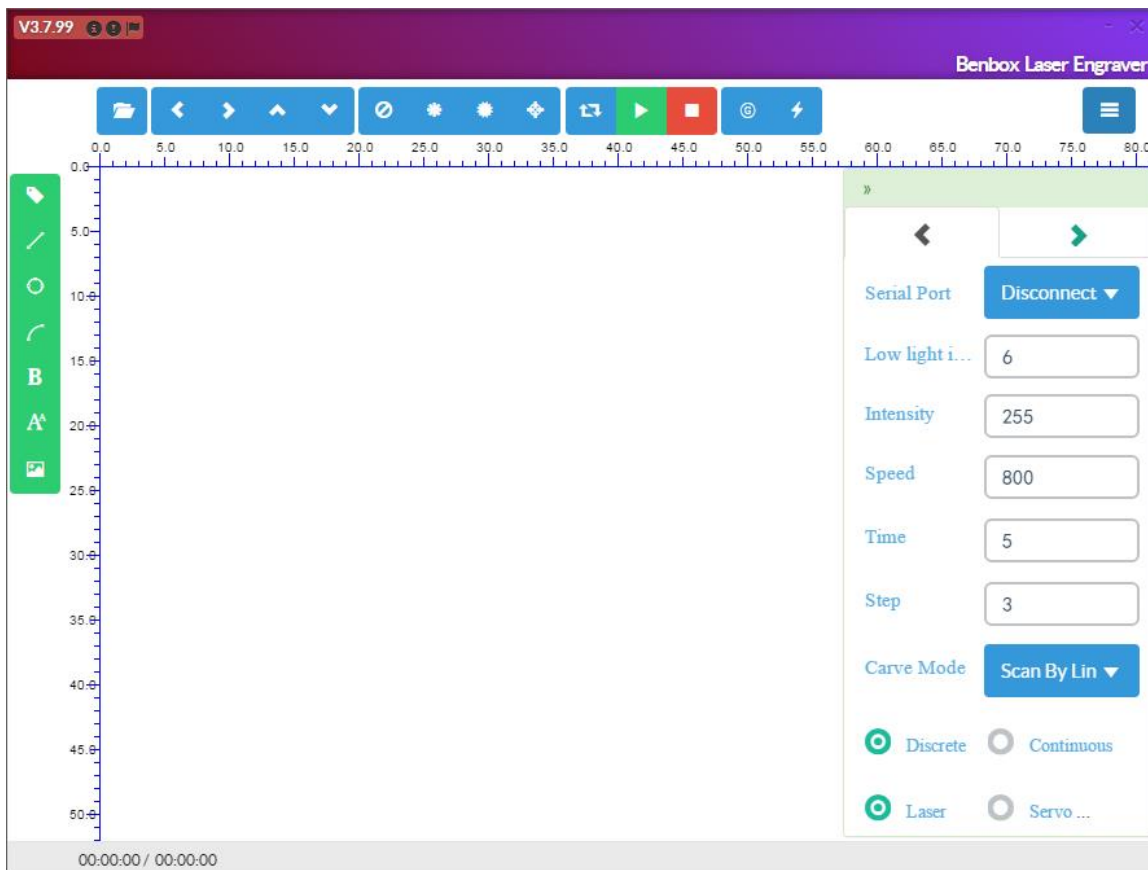 V3.7.99
Benbox Laser Engraver
0.0 5.0 10.0 15.0 20.0 25.0 30.0 35.0 40.0 45.0 50.0 55.0 60.0 65.0 70.0 75.0 80.0
0.0
5.0
10.0
15.0
20.0
25.0
30.0
35.0
40.0
45.0
50.0
»
Serial Port Disconnect
Low light i... 6
Intensity 255
Speed 800
Time 5
Step 3
Carve Mode Scan By Lin
Discrete Continuous
Laser Servo ...
B
AA
G
00:00:00 / 00:00:00